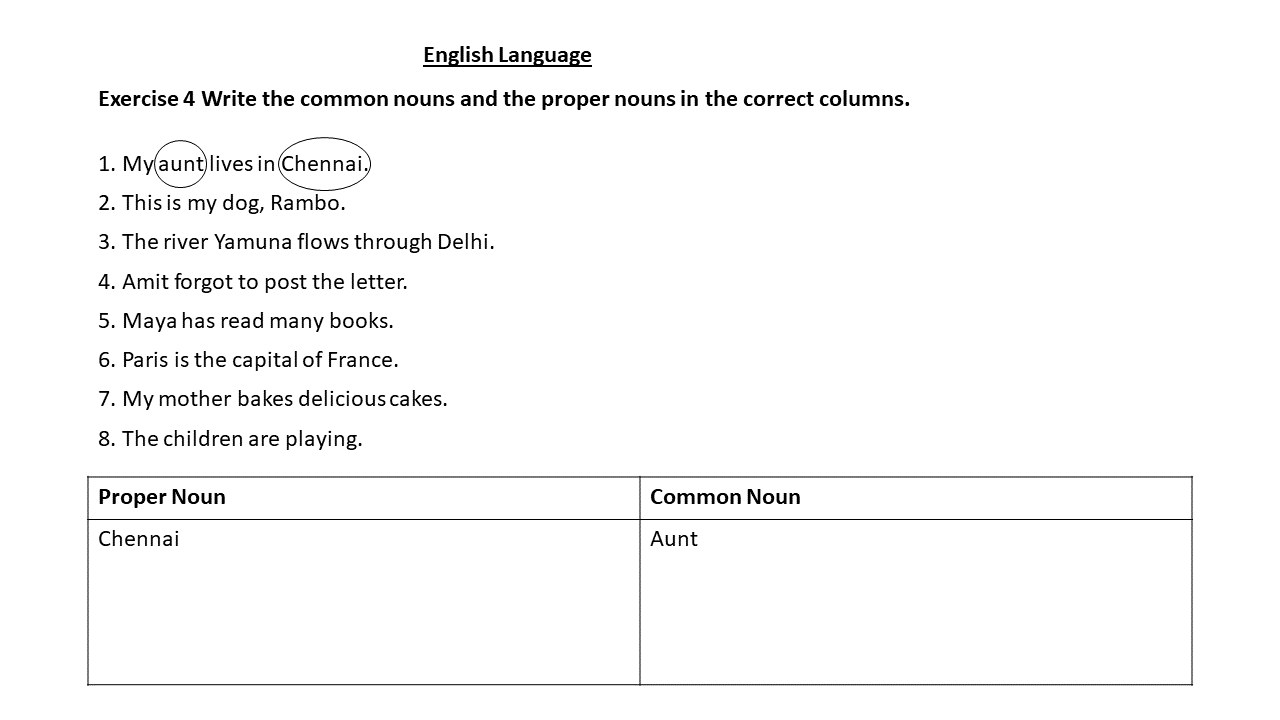 English Language
Exercise 4 Write the common nouns and the proper nouns in the correct columns.
1. My aunt lives in Chennai.
2. This is my dog, Rambo.
3. The river Yamuna flows through Delhi.
4. Amit forgot to post the letter.
5. Maya has read many books.
6. Paris is the capital of France.
7. My mother bakes delicious cakes.
8. The children are playing.
Proper Noun Common Noun
Chennai Aunt